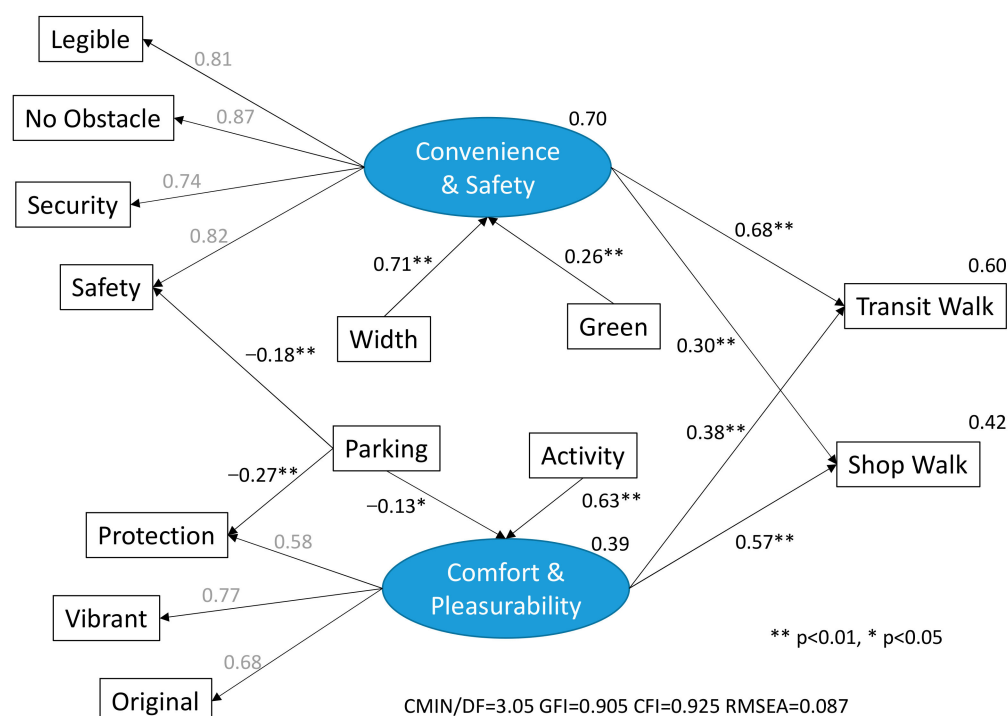 Legible
0.81
No Obstacle
0.87
0.70
Convenience
& Safety
Security
0.74
0.82
0.68**
0.71**
0.26**
0.60
Safety
Transit Walk
Width
Green
0.30**
−0.18**
0.42
0.38**
Parking
Activity
Shop Walk
−0.27**
−0.13*
0.63**
Protection
0.58
0.39
0.57**
Comfort &
Pleasurability
Vibrant
0.77
** p<0.01, * p<0.05
0.68
Original
CMIN/DF=3.05 GFI=0.905 CFI=0.925 RMSEA=0.087